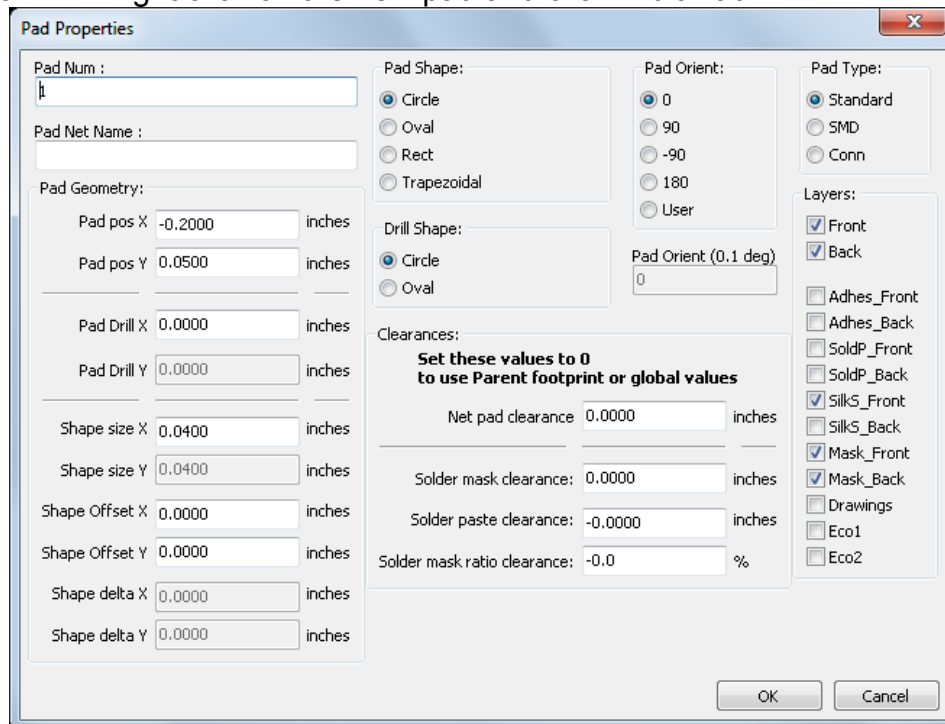 Pad Properties
Pad Num :
1
Pad Net Name :
Pad Geometry:
Pad pos X -0.2000 inches
Pad pos Y 0.0500 inches
Pad Drill X 0.0000 inches
Pad Drill Y 0.0000 inches
Shape size X 0.0400 inches
Shape size Y 0.0400 inches
Shape Offset X 0.0000 inches
Shape Offset Y 0.0000 inches
Shape delta X 0.0000 inches
Shape delta Y 0.0000 inches
Pad Shape:
Circle
Oval
Rect
Trapezoidal
Drill Shape:
Circle
Oval
Pad Orient:
0
90
-90
180
User
Pad Orient (0.1 deg)
0
Clearances:
Set these values to 0
to use Parent footprint or global values
Net pad clearance 0.0000 inches
Solder mask clearance: 0.0000 inches
Solder paste clearance: -0.0000 inches
Solder mask ratio clearance: -0.0 %
Pad Type:
Standard
SMD
Conn
Layers:
Front
Back
Adhes_Front
Adhes_Back
SoldP_Front
SoldP_Back
SilkS_Front
SilkS_Back
Mask_Front
Mask_Back
Drawings
Eco1
Eco2
OK
Cancel